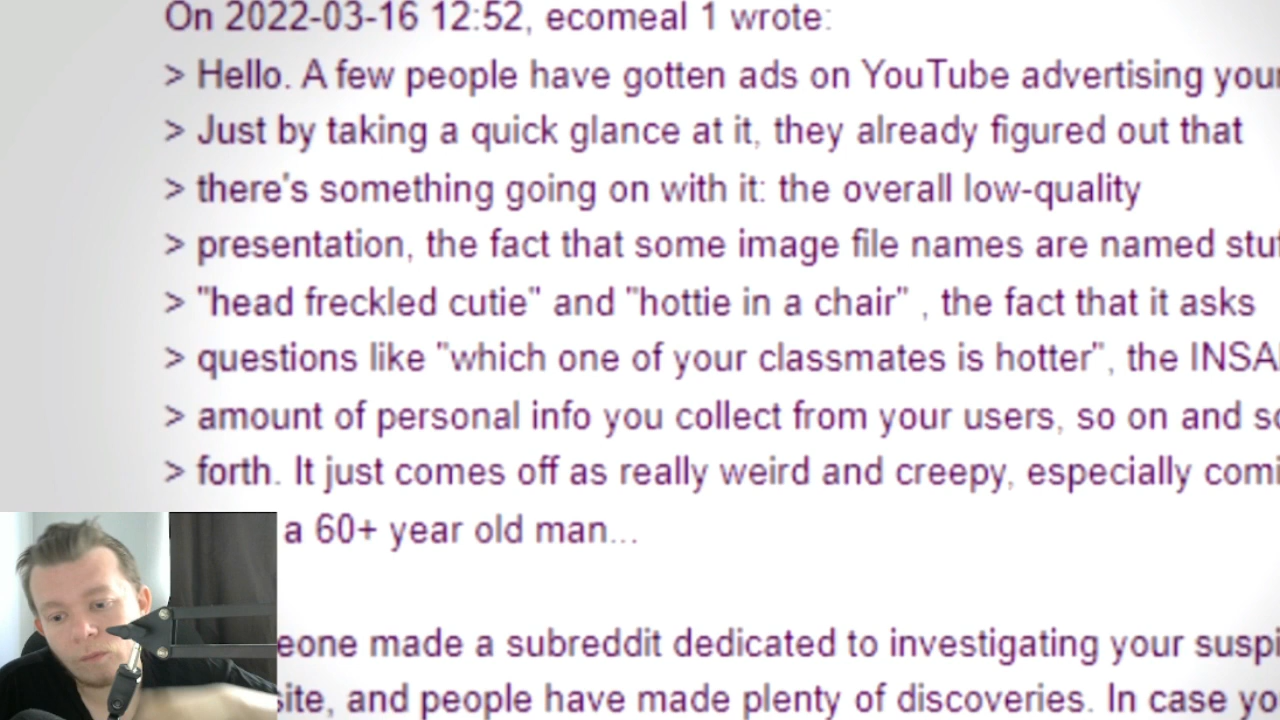 On 2022-03-16 12:52, ecomeal 1 wrote:
> Hello. A few people have gotten ads on YouTube advertising your
> Just by taking a quick glance at it, they already figured out that
> there's something going on with it: the overall low-quality
> presentation, the fact that some image file names are named stuf
> "head freckled cutie" and "hottie in a chair" , the fact that it asks
> questions like "which one of your classmates is hotter", the INSA
> amount of personal info you collect from your users, so on and so
> forth. It just comes off as really weird and creepy, especially comi
a 60+ year old man...
eone made a subreddit dedicated to investigating your suspi
site, and people have made plenty of discoveries. In case yo